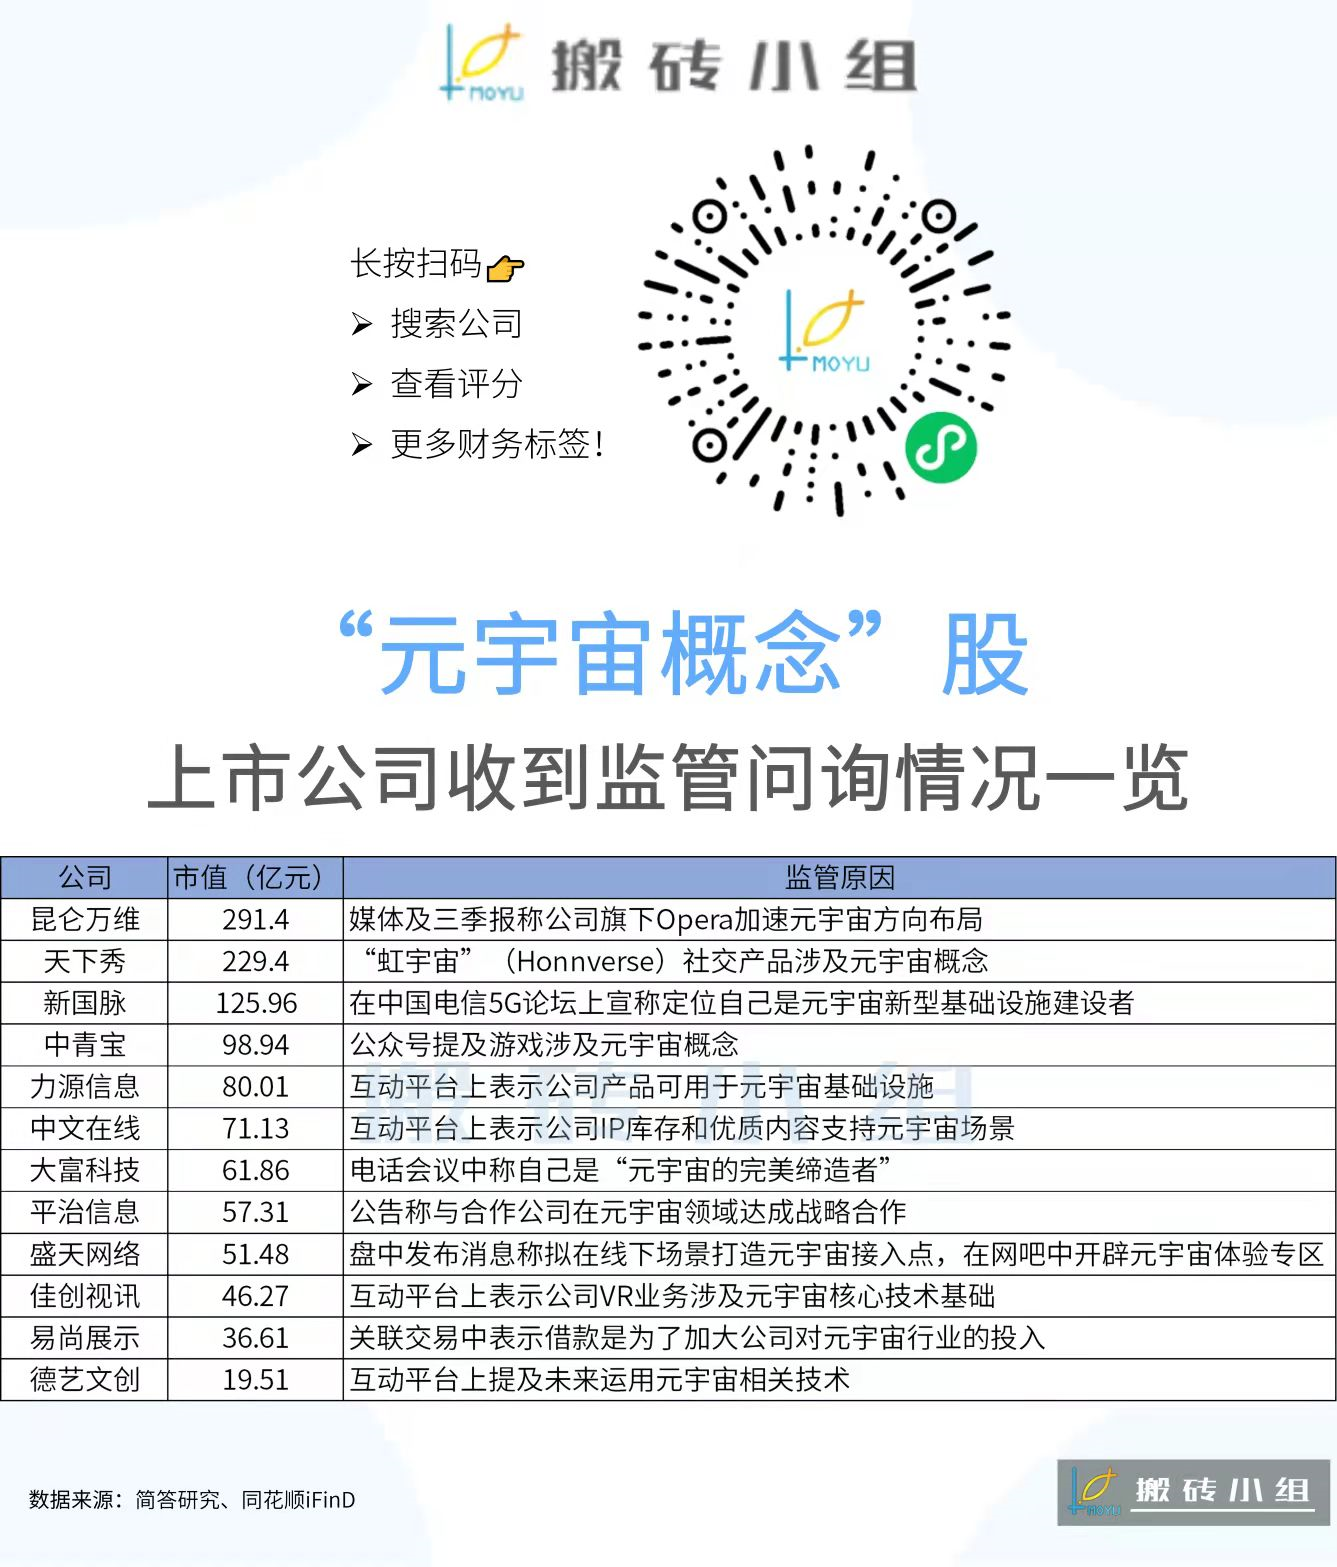 MOYU 搬砖小组
长按扫码👉
➢ 搜索公司
➢ 查看评分
➢ 更多财务标签！
MOYU
“元宇宙概念”股
上市公司收到监管问询情况一览
公司 市值（亿元） 监管原因
昆仑万维 291.4 媒体及三季报称公司旗下Opera加速元宇宙方向布局
天下秀 229.4 “虹宇宙”（Honnverse）社交产品涉及元宇宙概念
新国脉 125.96 在中国电信5G论坛上宣称定位自己是元宇宙新型基础设施建设者
中青宝 98.94 公众号提及游戏涉及元宇宙概念
力源信息 80.01 互动平台上表示公司产品可用于元宇宙基础设施
中文在线 71.13 互动平台上表示公司IP库存和优质内容支持元宇宙场景
大富科技 61.86 电话会议中称自己是“元宇宙的完美缔造者”
平治信息 57.31 公告称与合作公司在元宇宙领域达成战略合作
盛天网络 51.48 盘中发布消息称拟在线下场景打造元宇宙接入点，在网吧中开辟元宇宙体验专区
佳创视讯 46.27 互动平台上表示公司VR业务涉及元宇宙核心技术基础
易尚展示 36.61 关联交易中表示借款是为了加大公司对元宇宙行业的投入
德艺文创 19.51 互动平台上提及未来运用元宇宙相关技术
搬砖小组
数据来源：简答研究、同花顺iFinD
MOYU 搬砖小组